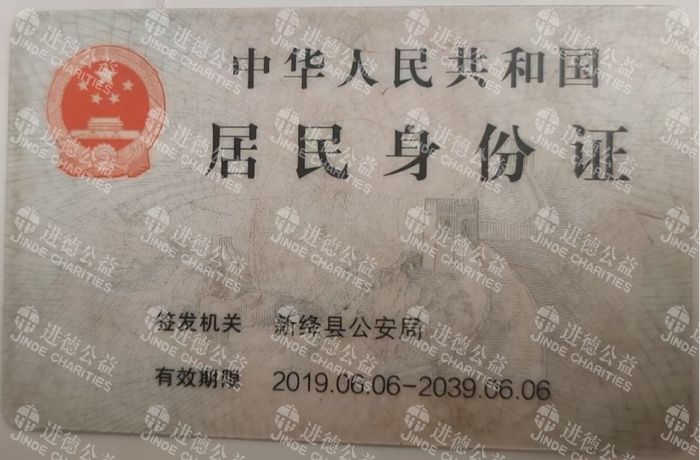 中华人民共和国
居民身份证
签发机关 新绛县公安局
有效期限 2019.06.06-2039.06.06
进德公益
JINDE CHARITIES